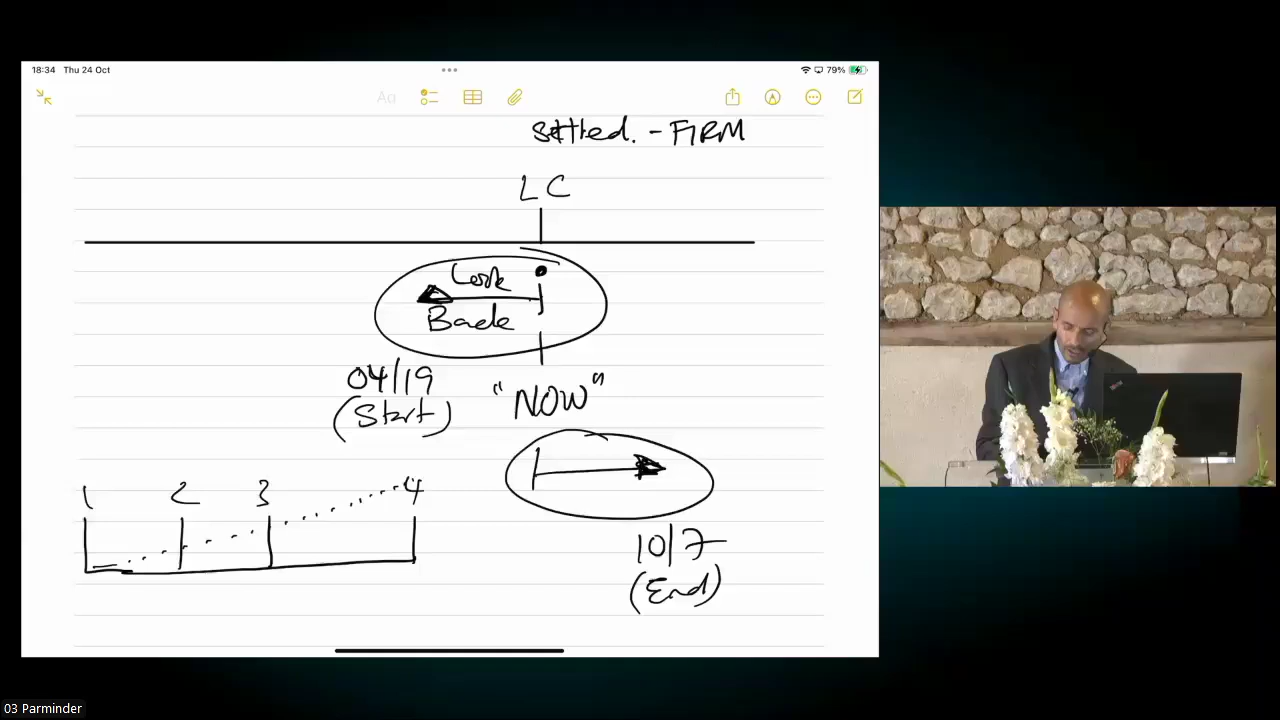 18:34 Thu 24 Oct
79%
Aa
Settled. - FIRM
L C
Look
Back
04/19
(Start)
"NOW"
1 2 3 4
10/7
(End)
03 Parminder